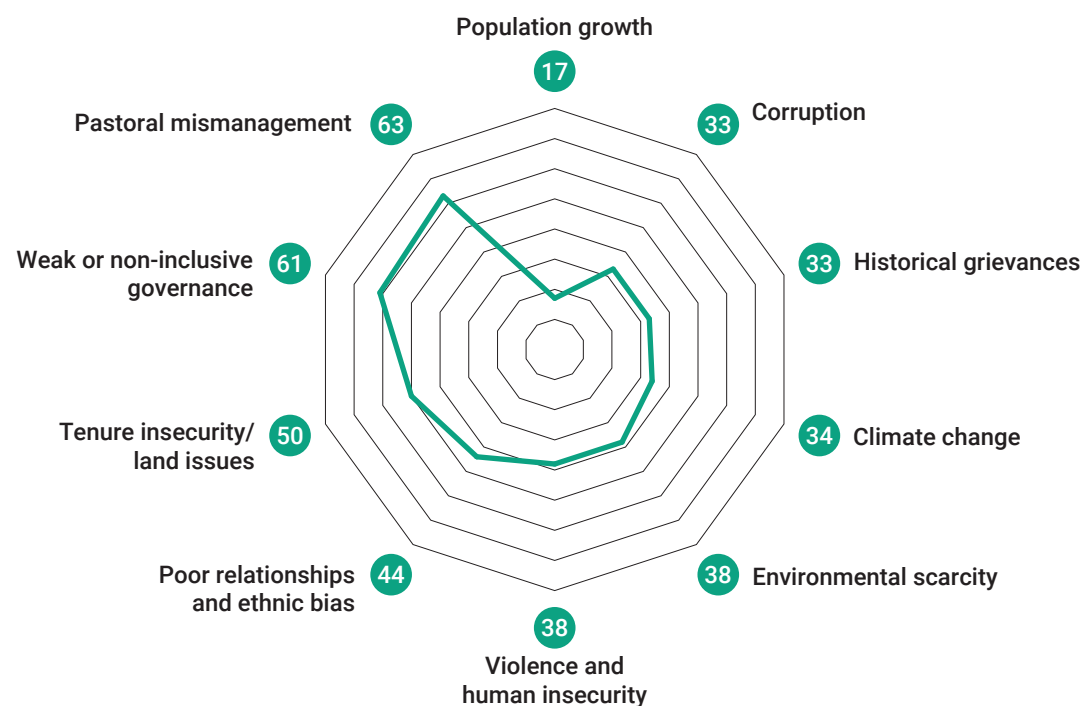 Population growth
17
Corruption
33
Historical grievances
33
Climate change
34
Environmental scarcity
38
38
Violence and
human insecurity
Poor relationships
and ethnic bias
44
Tenure insecurity/
land issues
50
Weak or non-inclusive
governance
61
Pastoral mismanagement
63